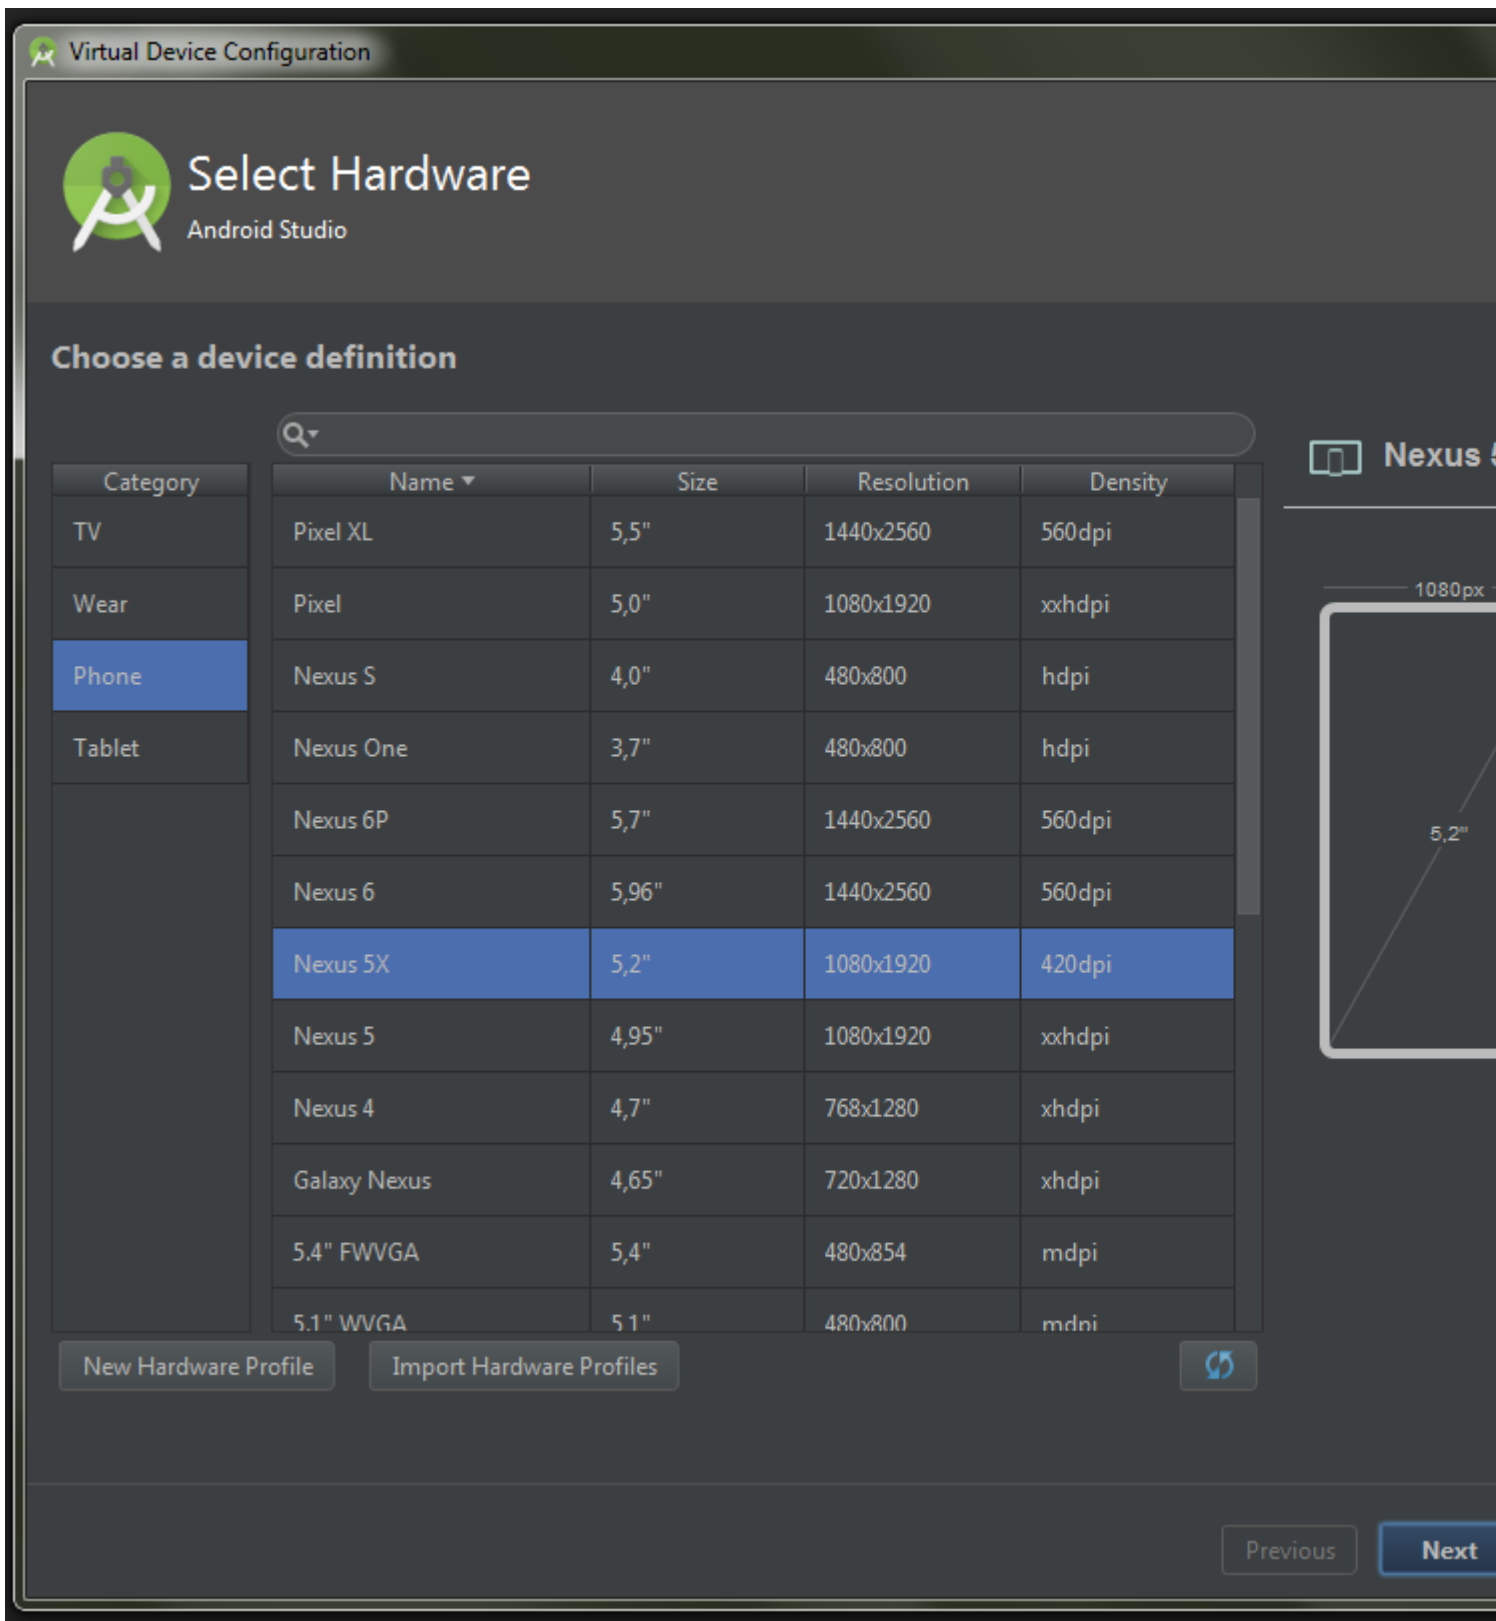 Virtual Device Configuration
Select Hardware
Android Studio
Choose a device definition
Category
TV
Wear
Phone
Tablet
Name Size Resolution Density
Pixel XL 5,5" 1440x2560 560dpi
Pixel 5,0" 1080x1920 xxhdpi
Nexus S 4,0" 480x800 hdpi
Nexus One 3,7" 480x800 hdpi
Nexus 6P 5,7" 1440x2560 560dpi
Nexus 6 5,96" 1440x2560 560dpi
Nexus 5X 5,2" 1080x1920 420dpi
Nexus 5 4,95" 1080x1920 xxhdpi
Nexus 4 4,7" 768x1280 xhdpi
Galaxy Nexus 4,65" 720x1280 xhdpi
5.4" FWVGA 5,4" 480x854 mdpi
5.1" WVGA 5,1" 480x800 mdpi
Nexus
1080px
5,2"
New Hardware Profile
Import Hardware Profiles
Previous
Next